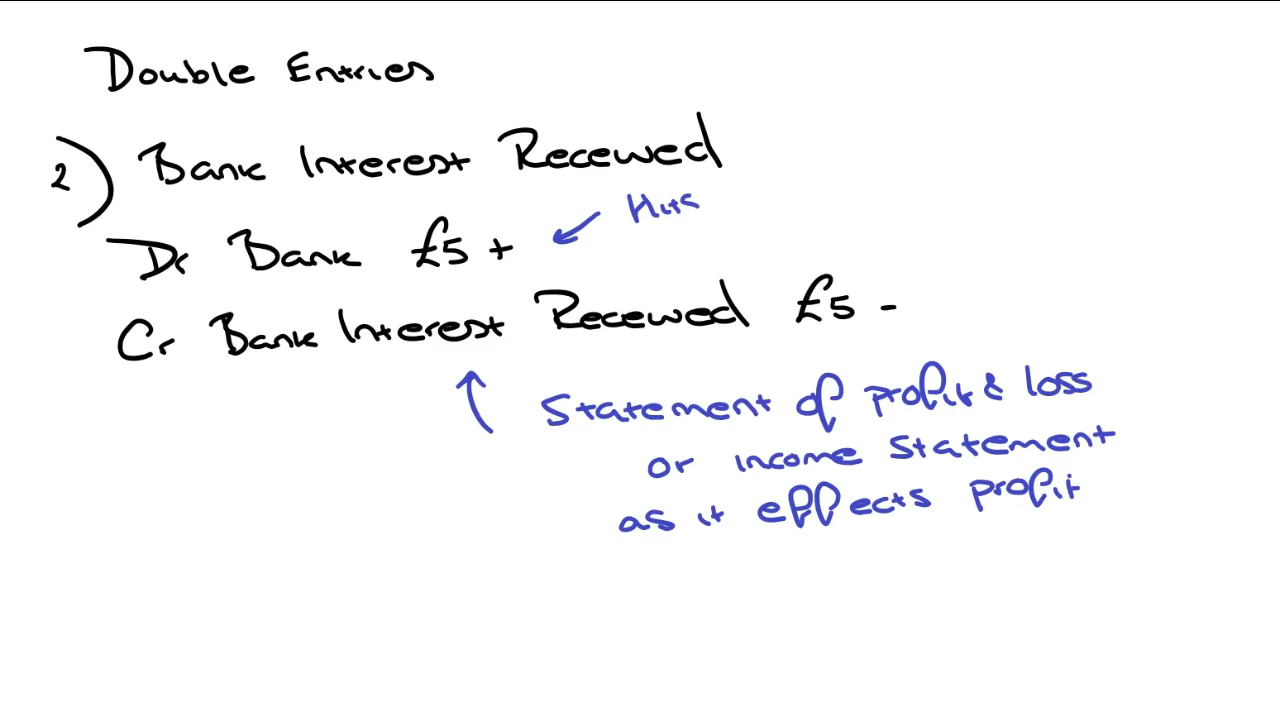 Double Entries
2) Bank Interest Received
Hits
Dr Bank £5 +
Cr Bank Interest Received £5 -
Statement of profit & loss
or income statement
as it effects profit